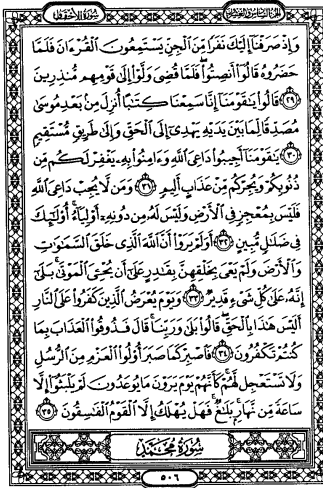 الجزء السادس والعشرون سورة الأحقاف
وَإِذْ صَرَفْنَآ إِلَيْكَ نَفَرًا مِّنَ ٱلْجِنِّ يَسْتَمِعُونَ ٱلْقُرْءَانَ فَلَمَّا
حَضَرُوهُ قَالُوٓا۟ أَنصِتُوا۟ ۖ فَلَمَّا قُضِىَ وَلَّوْا۟ إِلَىٰ قَوْمِهِم مُّنذِرِينَ
﴿٢٩﴾ قَالُوا۟ يَٰقَوْمَنَآ إِنَّا سَمِعْنَا كِتَٰبًا أُنزِلَ مِنۢ بَعْدِ مُوسَىٰ
مُصَدِّقًا لِّمَا بَيْنَ يَدَيْهِ يَهْدِىٓ إِلَى ٱلْحَقِّ وَإِلَىٰ طَرِيقٍ مُّسْتَقِيمٍ
﴿٣٠﴾ يَٰقَوْمَنَآ أَجِيبُوا۟ دَاعِىَ ٱللَّهِ وَءَامِنُوا۟ بِهِۦ يَغْفِرْ لَكُم مِّن
ذُنُوبِكُمْ وَيُجِرْكُم مِّنْ عَذَابٍ أَلِيمٍ ﴿٣١﴾ وَمَن لَّا يُجِبْ دَاعِىَ ٱللَّهِ
فَلَيْسَ بِمُعْجِزٍ فِى ٱلْأَرْضِ وَلَيْسَ لَهُۥ مِن دُونِهِۦٓ أَوْلِيَآءُ ۚ أُو۟لَٰٓئِكَ
فِى ضَلَٰلٍ مُّبِينٍ ﴿٣٢﴾ أَوَلَمْ يَرَوْا۟ أَنَّ ٱللَّهَ ٱلَّذِى خَلَقَ ٱلسَّمَٰوَٰتِ
وَٱلْأَرْضَ وَلَمْ يَعْىَ بِخَلْقِهِنَّ بِقَٰدِرٍ عَلَىٰٓ أَن يُحْـِۧىَ ٱلْمَوْتَىٰ ۚ بَلَىٰٓ
إِنَّهُۥ عَلَىٰ كُلِّ شَىْءٍ قَدِيرٌ ﴿٣٣﴾ وَيَوْمَ يُعْرَضُ ٱلَّذِينَ كَفَرُوا۟ عَلَى ٱلنَّارِ
أَلَيْسَ هَٰذَا بِٱلْحَقِّ ۖ قَالُوا۟ بَلَىٰ وَرَبِّنَا ۚ قَالَ فَذُوقُوا۟ ٱلْعَذَابَ بِمَا
كُنتُمْ تَكْفُرُونَ ﴿٣٤﴾ فَٱصْبِرْ كَمَا صَبَرَ أُو۟لُوا۟ ٱلْعَزْمِ مِنَ ٱلرُّسُلِ
وَلَا تَسْتَعْجِل لَّهُمْ ۚ كَأَنَّهُمْ يَوْمَ يَرَوْنَ مَا يُوعَدُونَ لَمْ يَلْبَثُوٓا۟ إِلَّا
سَاعَةً مِّن نَّهَارٍۭ ۚ بَلَٰغٌ ۚ فَهَلْ يُهْلَكُ إِلَّا ٱلْقَوْمُ ٱلْفَٰسِقُونَ ﴿٣٥﴾
سُورَةُ مُحَمَّد
٥٠٦